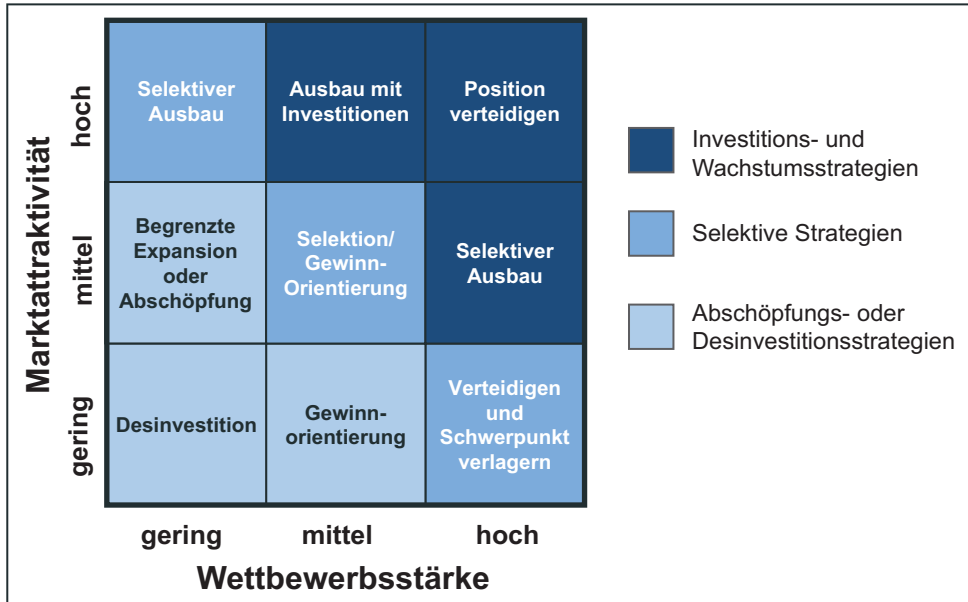 Marktattraktivität
hoch
mittel
gering
Selektiver
Ausbau
Ausbau mit
Investitionen
Position
verteidigen
Begrenzte
Expansion
oder
Abschöpfung
Selektion/
Gewinn-
Orientierung
Selektiver
Ausbau
Desinvestition
Gewinn-
orientierung
Verteidigen
und
Schwerpunkt
verlagern
gering
mittel
hoch
Wettbewerbsstärke
Investitions- und
Wachstumsstrategien
Selektive Strategien
Abschöpfungs- oder
Desinvestitionsstrategien